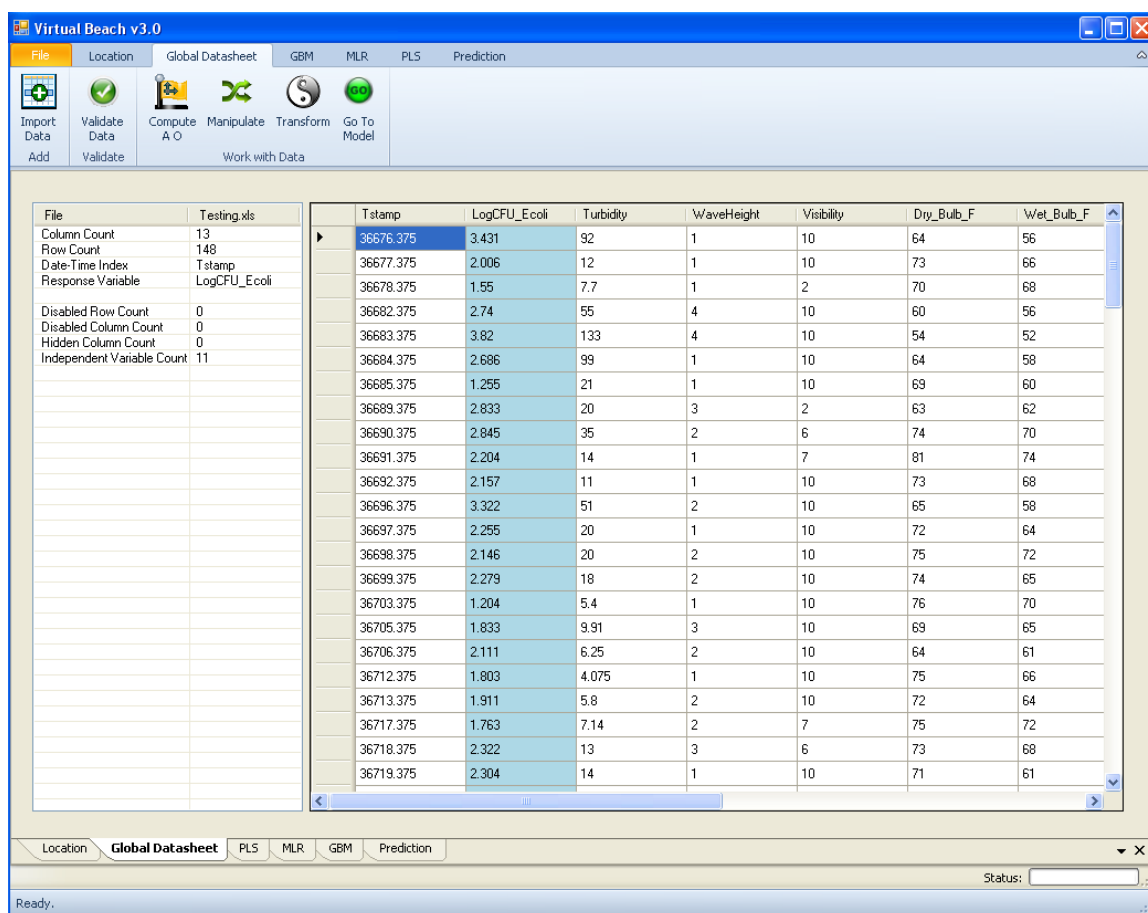 Virtual Beach v3.0
File Location Global Datasheet GBM MLR PLS Prediction
Import Data Validate Data Compute A O Manipulate Transform GO Go To Model
Add Validate Work with Data
File Testing.xls
Column Count 13
Row Count 148
Date-Time Index Tstamp
Response Variable LogCFU_Ecoli
Disabled Row Count 0
Disabled Column Count 0
Hidden Column Count 0
Independent Variable Count 11
Tstamp LogCFU_Ecoli Turbidity WaveHeight Visibility Dry_Bulb_F Wet_Bulb_F
36676.375 3.431 92 1 10 64 56
36677.375 2.006 12 1 10 73 66
36678.375 1.55 7.7 1 2 70 68
36682.375 2.74 55 4 10 60 56
36683.375 3.82 133 4 10 54 52
36684.375 2.686 99 1 10 64 58
36685.375 1.255 21 1 10 69 60
36689.375 2.833 20 3 2 63 62
36690.375 2.845 35 2 6 74 70
36691.375 2.204 14 1 7 81 74
36692.375 2.157 11 1 10 73 68
36696.375 3.322 51 2 10 65 58
36697.375 2.255 20 1 10 72 64
36698.375 2.146 20 2 10 75 72
36699.375 2.279 18 2 10 74 65
36703.375 1.204 5.4 1 10 76 70
36705.375 1.833 9.91 3 10 69 65
36706.375 2.111 6.25 2 10 64 61
36712.375 1.803 4.075 1 10 75 66
36713.375 1.911 5.8 2 10 72 64
36717.375 1.763 7.14 2 7 75 72
36718.375 2.322 13 3 6 73 68
36719.375 2.304 14 1 10 71 61
Location Global Datasheet PLS MLR GBM Prediction
Status:
Ready.